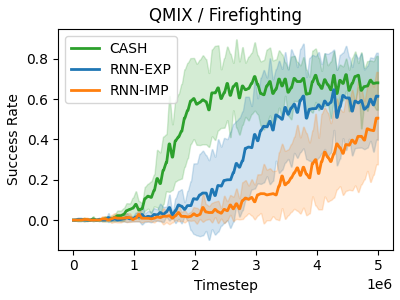 QMIX / Firefighting
CASH
RNN-EXP
RNN-IMP
Success Rate
0.8
0.6
0.4
0.2
0.0
0 1 2 3 4 5
1e6
Timestep